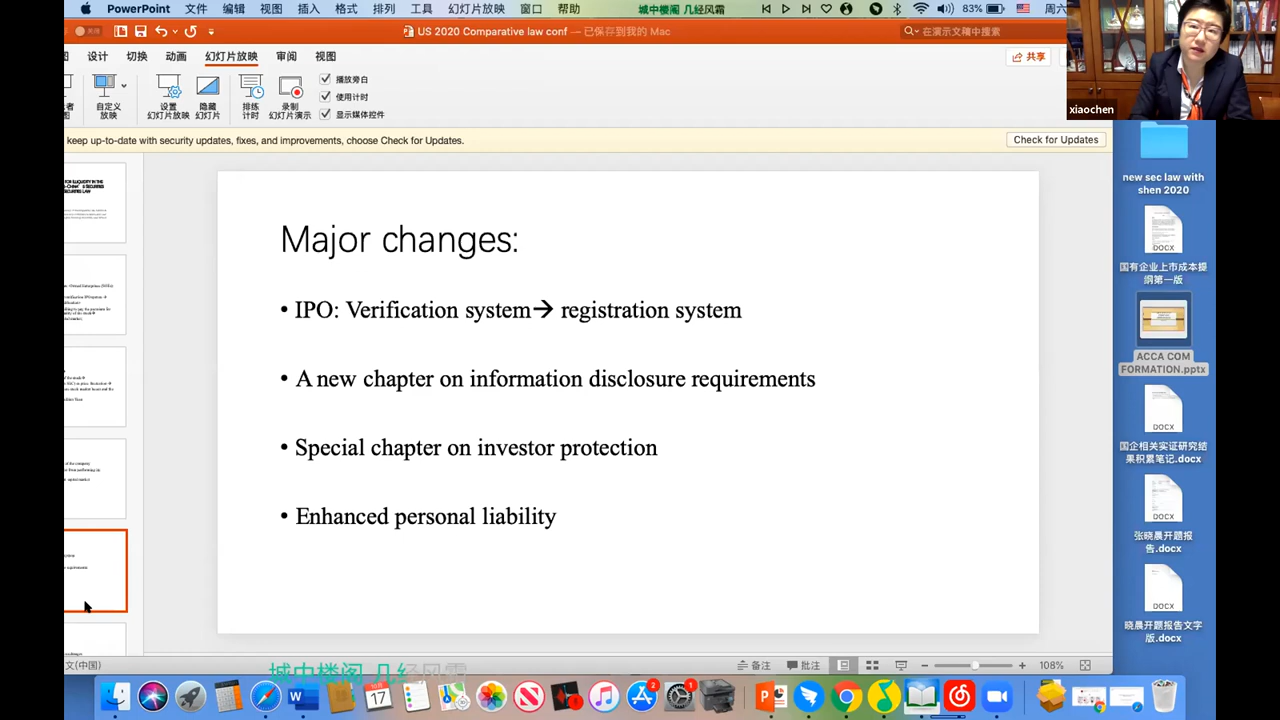 PowerPoint 文件 编辑 视图 插入 格式 排列 工具 幻灯片放映 窗口 帮助 城中楼阁 几经风霜 83% 周六
US 2020 Comparative law conf — 已保存到我的 Mac
在演示文稿中搜索
设计 切换 动画 幻灯片放映 审阅 视图
共享
自定义
放映
设置
幻灯片放映
隐藏
幻灯片
排练
计时
录制
幻灯片演示
播放旁白
使用计时
显示媒体控件
xiaochen
keep up-to-date with security updates, fixes, and improvements, choose Check for Updates.
Check for Updates
Major changes:
• IPO: Verification system→ registration system
• A new chapter on information disclosure requirements
• Special chapter on investor protection
• Enhanced personal liability
new sec law with
shen 2020
DOCX
国有企业上市成本提
纲第一版
ACCA COM
FORMATION.pptx
国企相关实证研究结
果积累笔记.docx
DOCX
张晓晨开题报
告.docx
DOCX
晓晨开题报告文字
版.docx
文(中国)
城中楼阁 几经风霜
备注 批注 108%
17